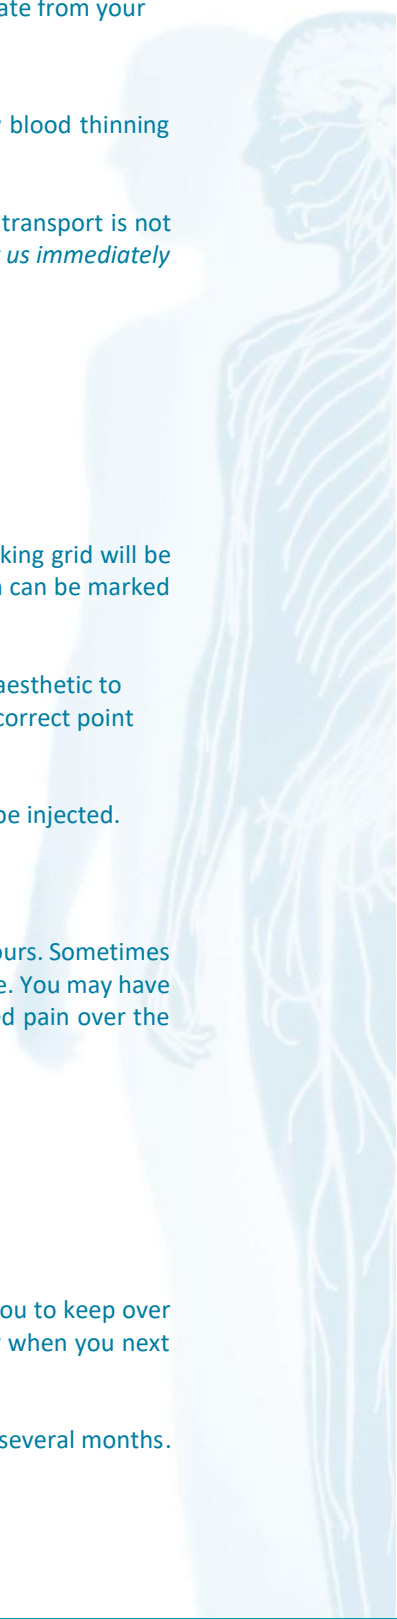 ate from your
blood thinning
transport is not
us immediately
king grid will be
can be marked
aesthetic to
correct point
be injected.
ours. Sometimes
e. You may have
ed pain over the
ou to keep over
when you next
several months.